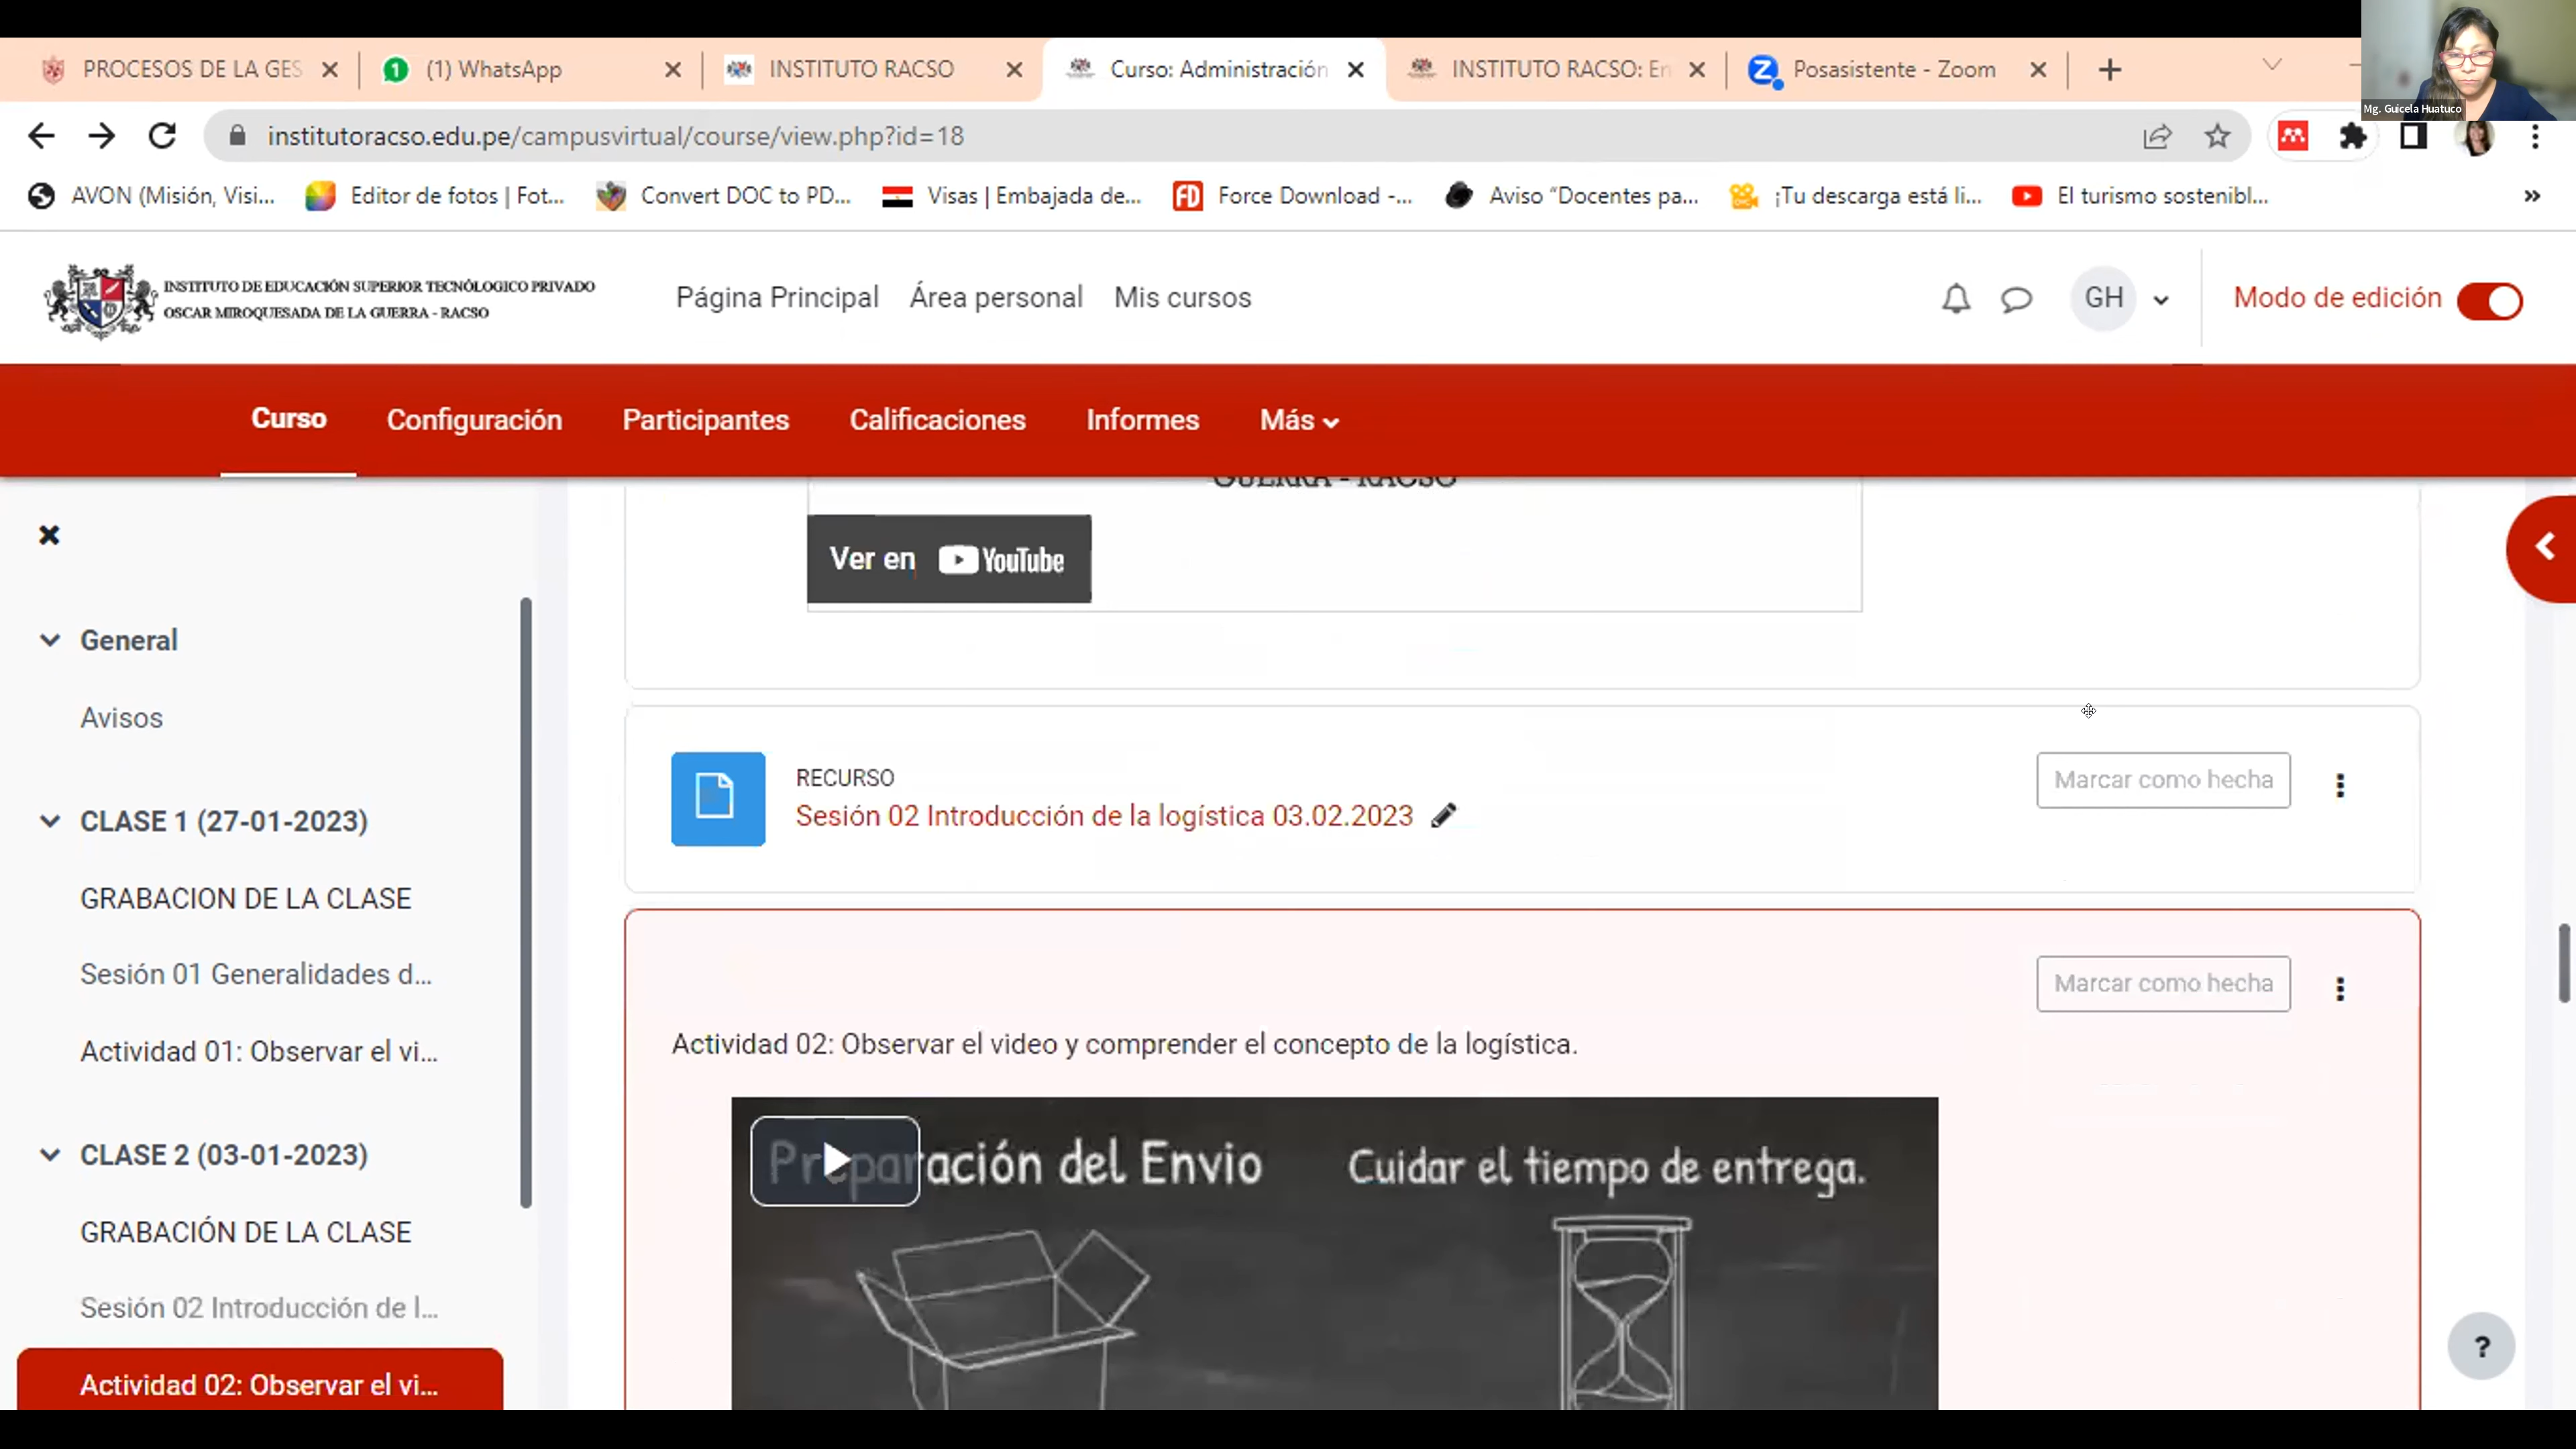 PROCESOS DE LA GES
(1) WhatsApp
INSTITUTO RACSO
Curso: Administración
INSTITUTO RACSO: En
Posasistente - Zoom
Mg. Guicela Huatuco
institutoracso.edu.pe/campusvirtual/course/view.php?id=18
AVON (Misión, Visi...
Editor de fotos | Fot...
Convert DOC to PD...
Visas | Embajada de...
FD
Force Download -...
Aviso “Docentes pa...
¡Tu descarga está li...
El turismo sostenibl...
INSTITUTO DE EDUCACIÓN SUPERIOR TECNÓLOGICO PRIVADO
OSCAR MIROQUESADA DE LA GUERRA - RACSO
Página Principal
Área personal
Mis cursos
GH
Modo de edición
Curso
Configuración
Participantes
Calificaciones
Informes
Más
GUERRA - RACSO
Ver en YouTube
General
Avisos
CLASE 1 (27-01-2023)
GRABACION DE LA CLASE
Sesión 01 Generalidades d...
Actividad 01: Observar el vi...
CLASE 2 (03-01-2023)
GRABACIÓN DE LA CLASE
Sesión 02 Introducción de l...
Actividad 02: Observar el vi...
RECURSO
Sesión 02 Introducción de la logística 03.02.2023
Marcar como hecha
Marcar como hecha
Actividad 02: Observar el video y comprender el concepto de la logística.
Preparación del Envio
Cuidar el tiempo de entrega.
?